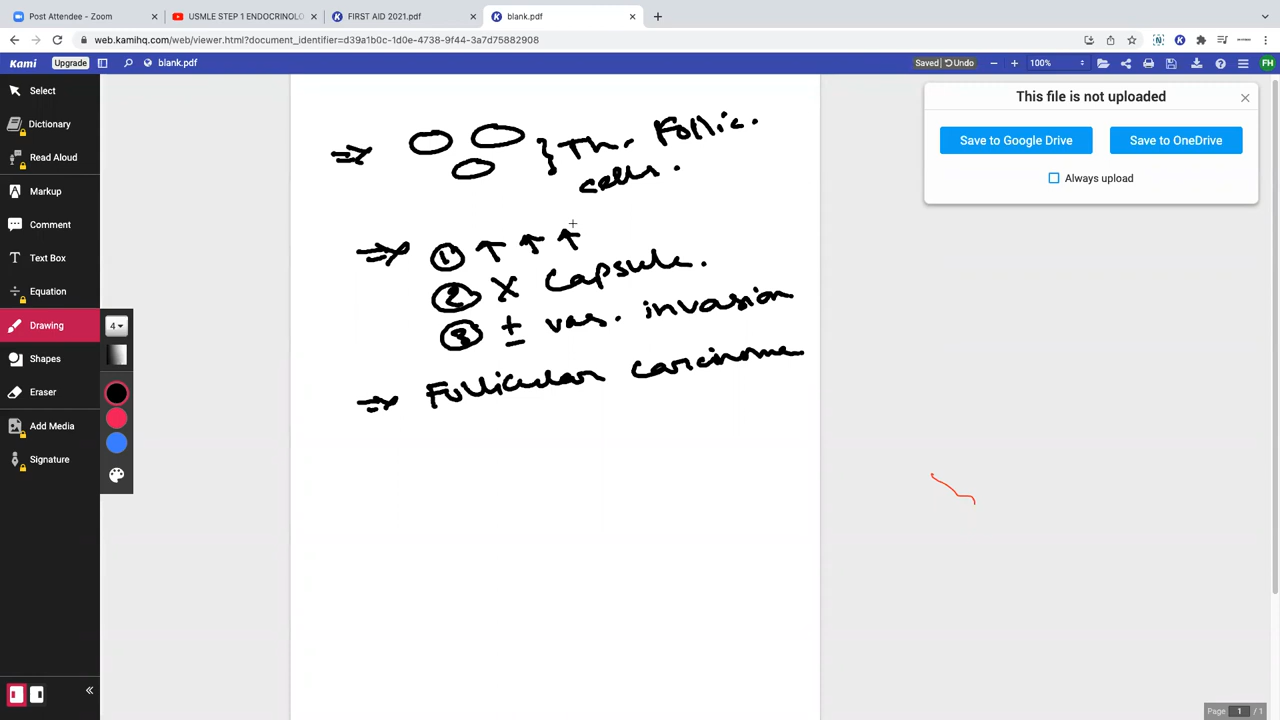 Post Attendee - Zoom
USMLE STEP 1 ENDOCRINOLO
FIRST AID 2021.pdf
blank.pdf
web.kamihq.com/web/viewer.html?document_identifier=d39a1b0c-1d0e-4738-9f44-3a7d75882908
Kami Upgrade blank.pdf Saved Undo 100% FH
Select
Dictionary
Read Aloud
Markup
Comment
Text Box
Equation
Drawing
Shapes
Eraser
Add Media
Signature
4
This file is not uploaded
Save to Google Drive Save to OneDrive
Always upload
⇒ } Th. Follic.
cells.
⇒ ① ↑ ↑ ↑
② X Capsule.
③ ± vas. invasion
⇒ Follicular carcinoma
Page 1 / 1